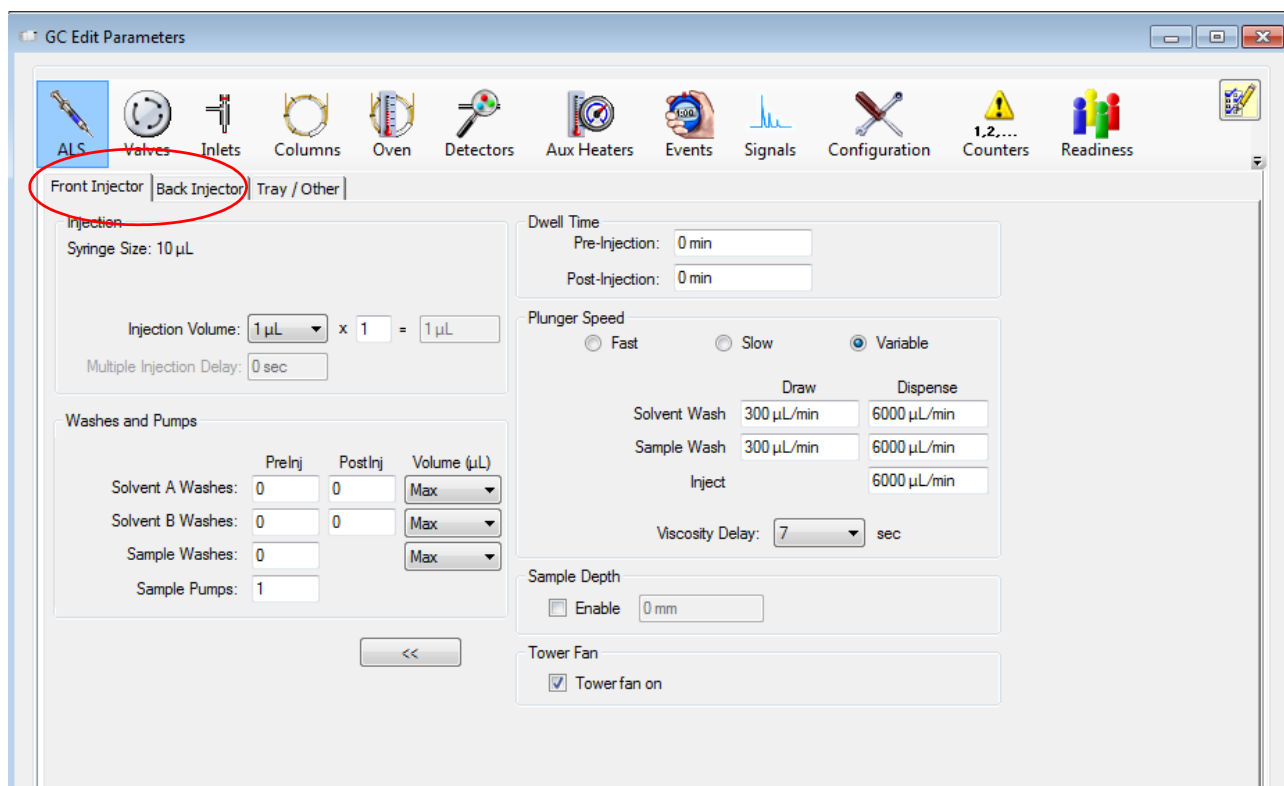 GC Edit Parameters
1:00
1,2,...
ALS Valves Inlets Columns Oven Detectors Aux Heaters Events Signals Configuration Counters Readiness
Front Injector Back Injector Tray / Other
Injection
Syringe Size: 10 µL
Injection Volume: 1 µL x 1 = 1 µL
Multiple Injection Delay: 0 sec
Washes and Pumps
PreInj PostInj Volume (µL)
Solvent A Washes: 0 0 Max
Solvent B Washes: 0 0 Max
Sample Washes: 0 Max
Sample Pumps: 1
<<
Dwell Time
Pre-Injection: 0 min
Post-Injection: 0 min
Plunger Speed
Fast Slow Variable
Draw Dispense
Solvent Wash 300 µL/min 6000 µL/min
Sample Wash 300 µL/min 6000 µL/min
Inject 6000 µL/min
Viscosity Delay: 7 sec
Sample Depth
Enable 0 mm
Tower Fan
Tower fan on